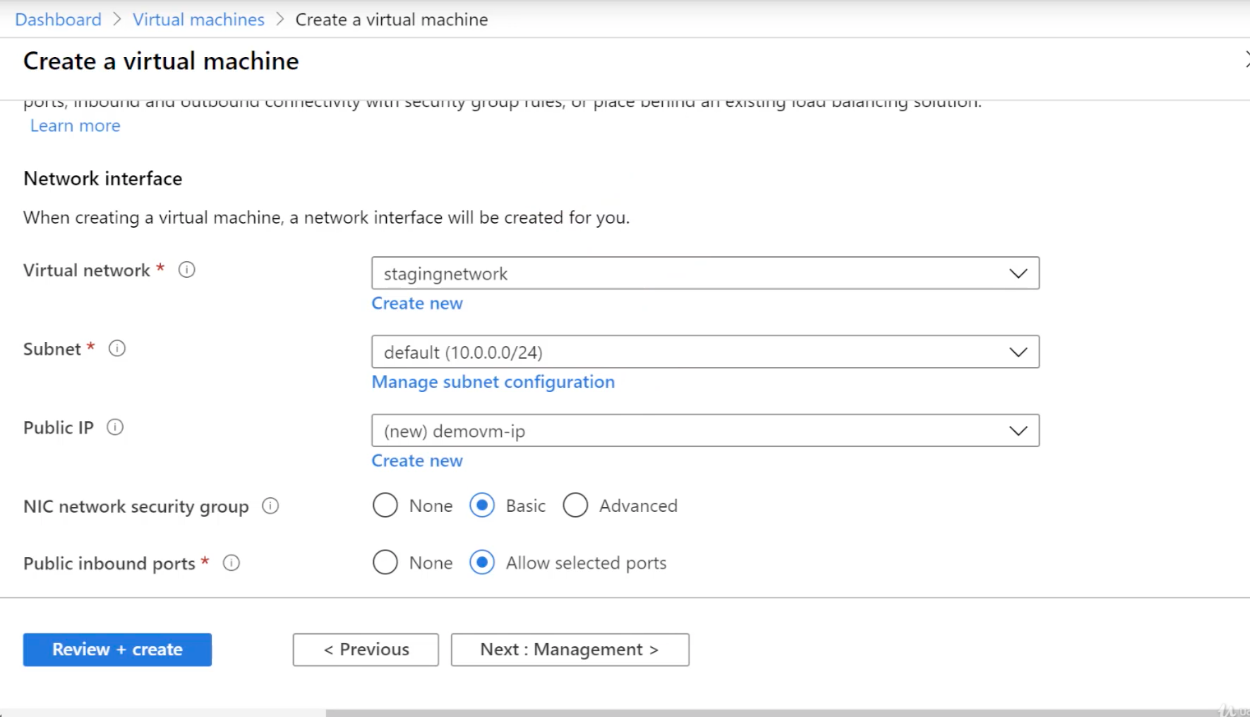 Dashboard > Virtual machines > Create a virtual machine
Create a virtual machine
ports, inbound and outbound connectivity with security group rules, or place behind an existing load balancing solution.
Learn more
Network interface
When creating a virtual machine, a network interface will be created for you.
Virtual network *
stagingnetwork
Create new
Subnet *
default (10.0.0.0/24)
Manage subnet configuration
Public IP
(new) demovm-ip
Create new
NIC network security group
None Basic Advanced
Public inbound ports *
None Allow selected ports
Review + create < Previous Next : Management >